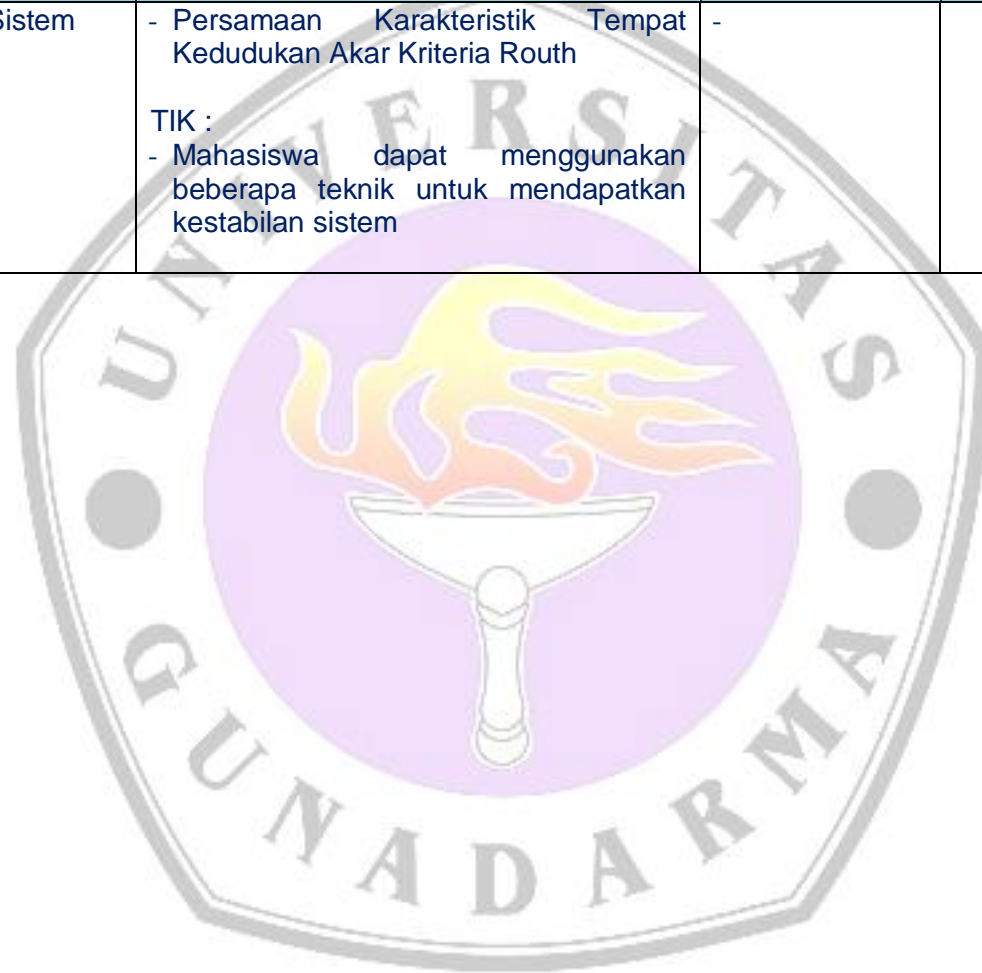 Sistem
- Persamaan Karakteristik Tempat
Kedudukan Akar Kriteria Routh
-
TIK :
- Mahasiswa dapat menggunakan
beberapa teknik untuk mendapatkan
kestabilan sistem
UNIVERSITAS
GUNADARMA